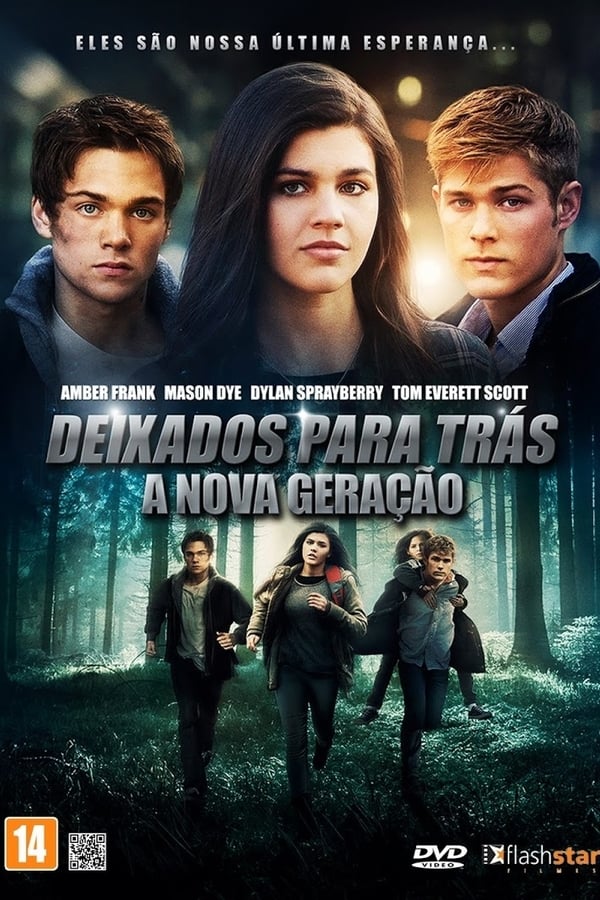 ELES SÃO NOSSA ÚLTIMA ESPERANÇA...
AMBER FRANK MASON DYE DYLAN SPRAYBERRY TOM EVERETT SCOTT
DEIXADOS PARA TRÁS
A NOVA GERAÇÃO
14
DVD
VIDEO
flashstar
FILMES